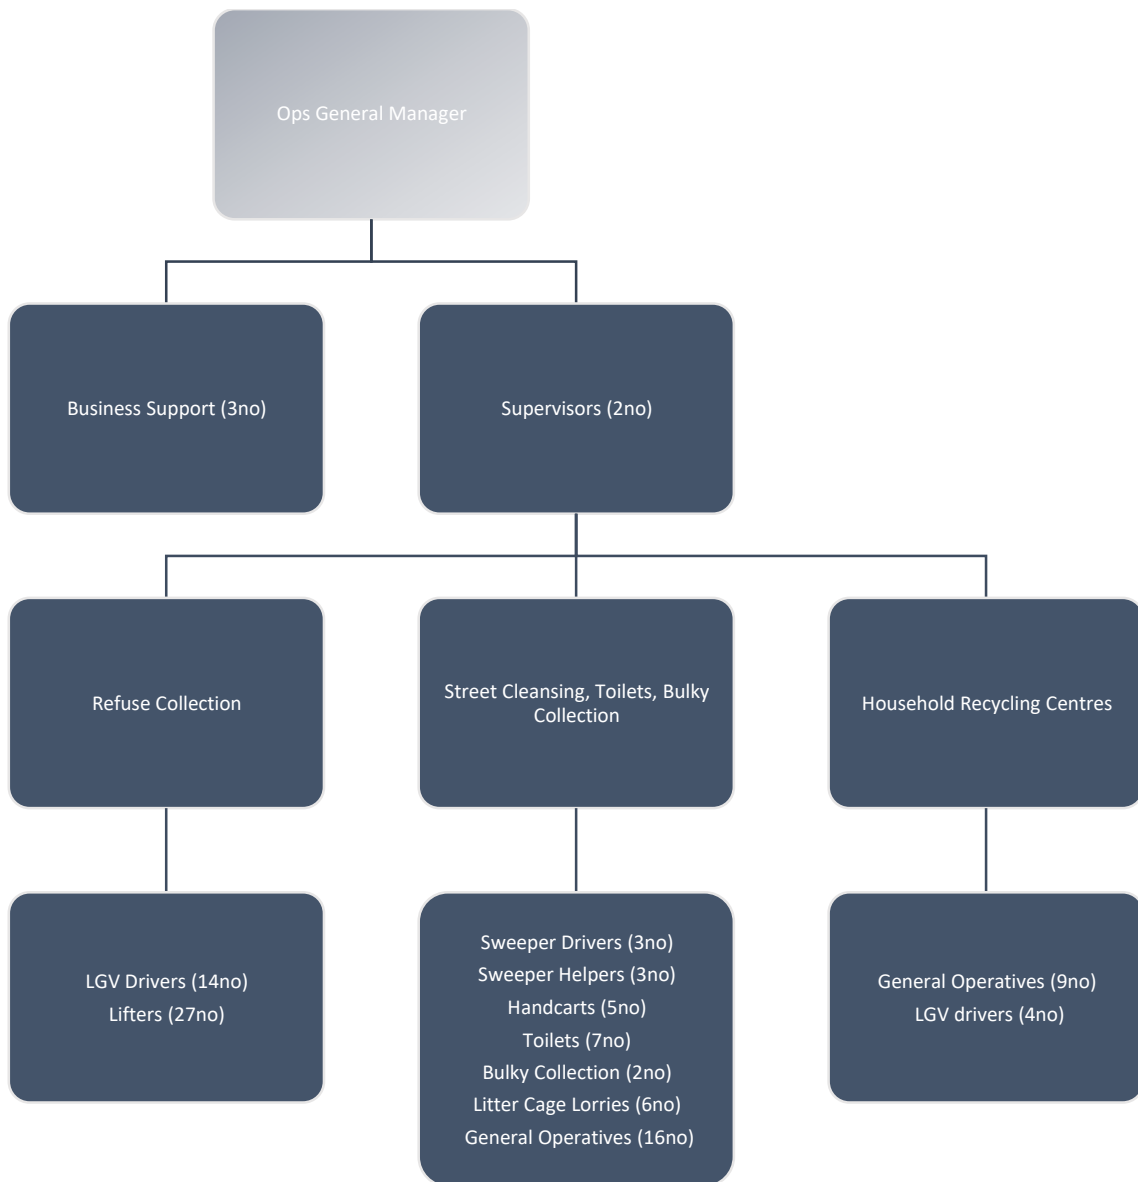 Ops General Manager
Business Support (3no)
Supervisors (2no)
Refuse Collection
Street Cleansing, Toilets, Bulky
Collection
Household Recycling Centres
LGV Drivers (14no)
Lifters (27no)
Sweeper Drivers (3no)
Sweeper Helpers (3no)
Handcarts (5no)
Toilets (7no)
Bulky Collection (2no)
Litter Cage Lorries (6no)
General Operatives (16no)
General Operatives (9no)
LGV drivers (4no)